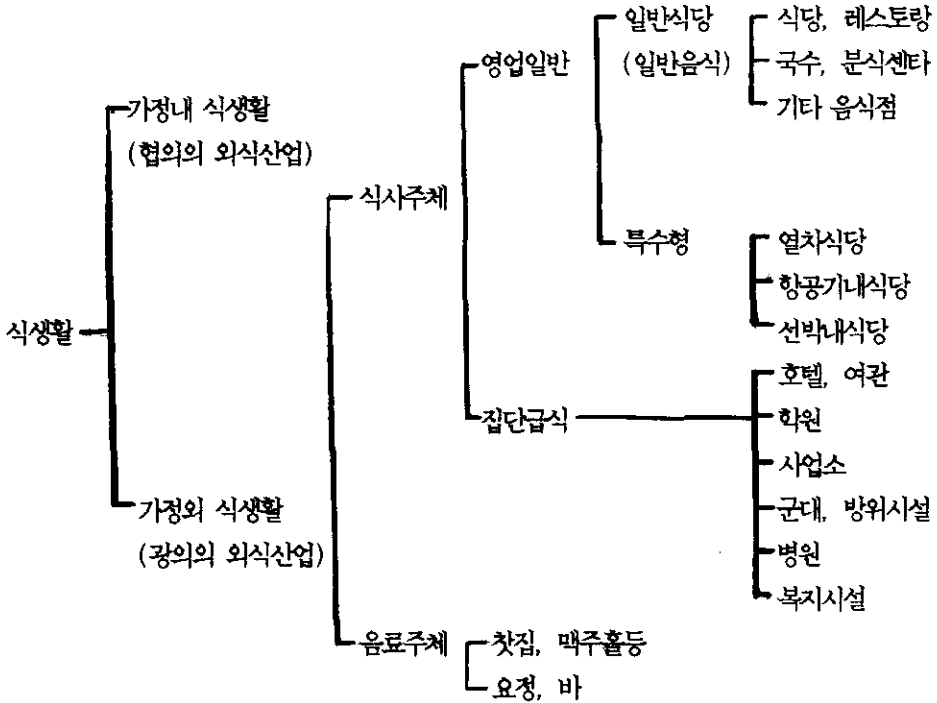 일반식당
(일반음식)
식당, 레스토랑
국수, 분식센타
기타 음식점
영업일반
가정내 식생활
(협의의 외식산업)
식사주체
특수형
열차식당
항공기내식당
선박내식당
식생활
집단급식
호텔, 여관
학원
사업소
군대, 방위시설
병원
복지시설
가정외 식생활
(광의의 외식산업)
음료주체
찻집, 맥주홀등
요정, 바